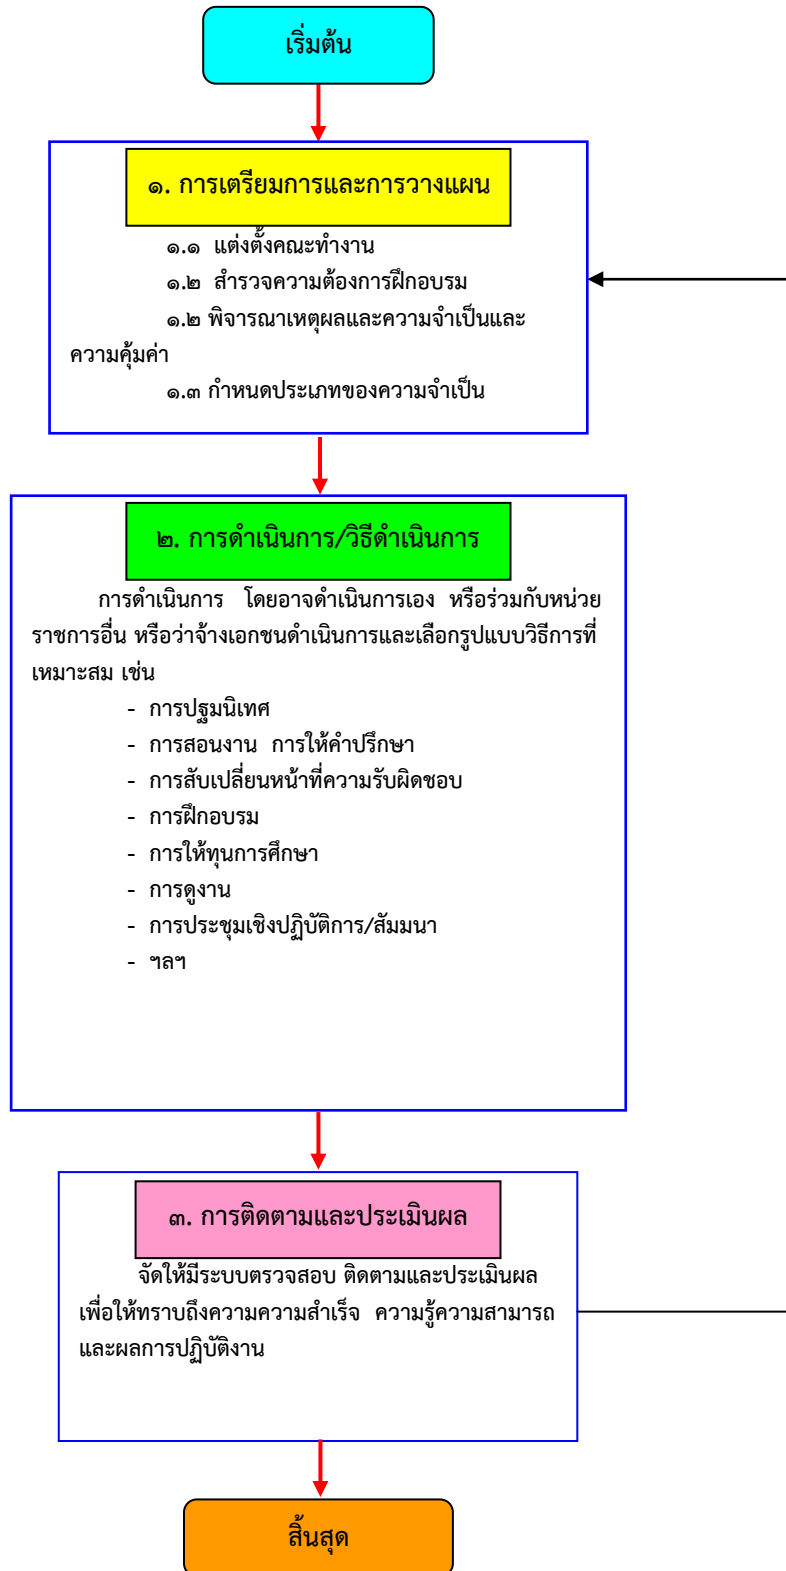 เริ่มต้น
๑. การเตรียมการและการวางแผน
๑.๑ แต่งตั้งคณะทำงาน
๑.๒ สำรวจความต้องการฝึกอบรม
๑.๒ พิจารณาเหตุผลและความจำเป็นและ
ความคุ้มค่า
๑.๓ กำหนดประเภทของความจำเป็น
๒. การดำเนินการ/วิธีดำเนินการ
การดำเนินการ โดยอาจดำเนินการเอง หรือร่วมกับหน่วย
ราชการอื่น หรือว่าจ้างเอกชนดำเนินการและเลือกรูปแบบวิธีการที่
เหมาะสม เช่น
- การปฐมนิเทศ
- การสอนงาน การให้คำปรึกษา
- การสับเปลี่ยนหน้าที่ความรับผิดชอบ
- การฝึกอบรม
- การให้ทุนการศึกษา
- การดูงาน
- การประชุมเชิงปฏิบัติการ/สัมมนา
- ฯลฯ
๓. การติดตามและประเมินผล
จัดให้มีระบบตรวจสอบ ติดตามและประเมินผล
เพื่อให้ทราบถึงความความสำเร็จ ความรู้ความสามารถ
และผลการปฏิบัติงาน
สิ้นสุด